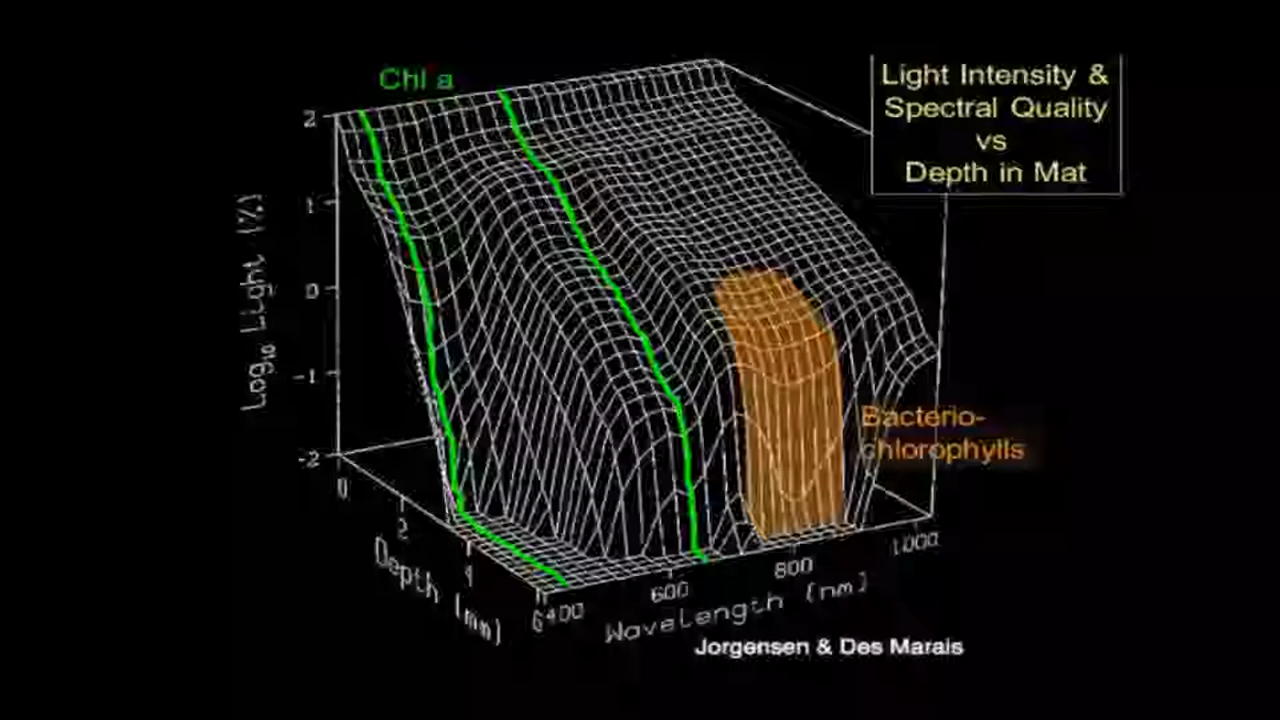 Chl a
Light Intensity &
Spectral Quality
vs
Depth in Mat
2
1
0
-1
-2
Log₁₀ Light (%)
0
2
4
6
Depth (mm)
400
600
800
1000
Wavelength (nm)
Bacterio-
chlorophylls
Jorgensen & Des Marais